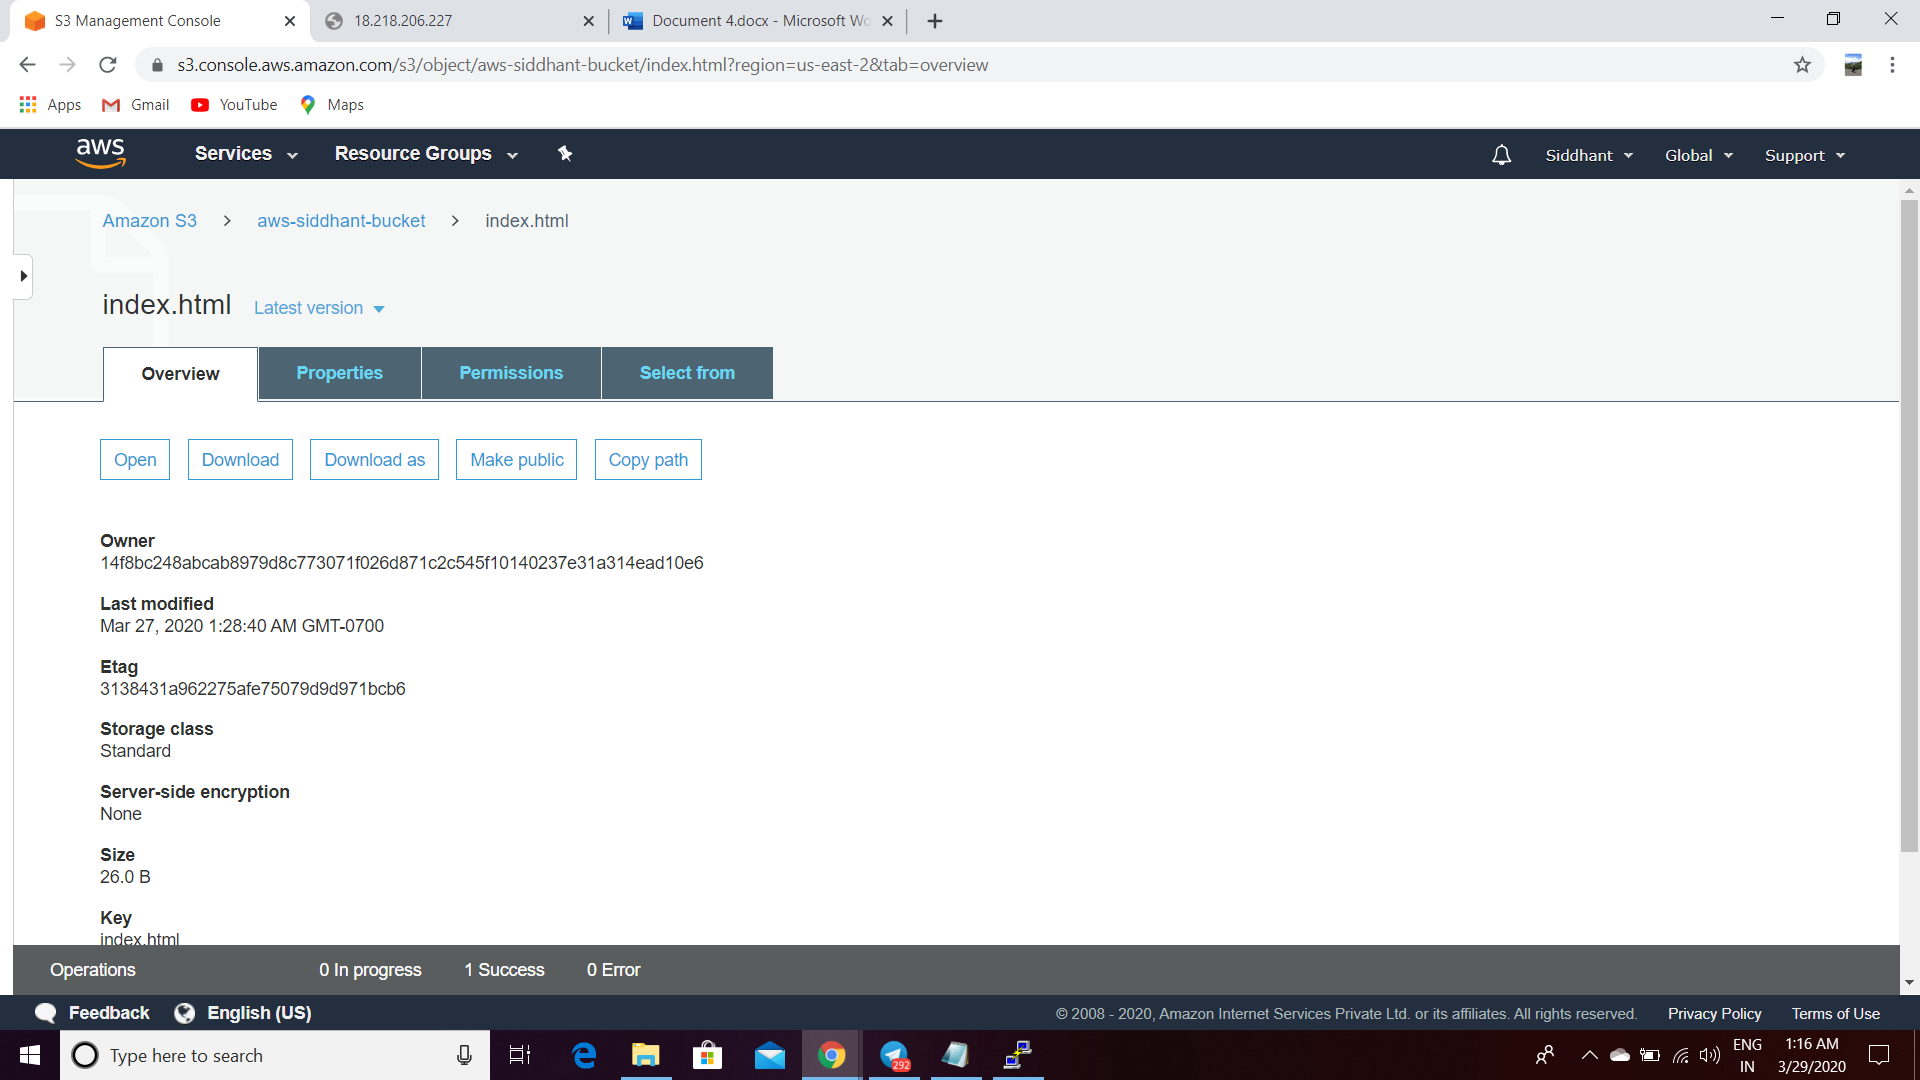 S3 Management Console
18.218.206.227
Document 4.docx - Microsoft Wo
s3.console.aws.amazon.com/s3/object/aws-siddhant-bucket/index.html?region=us-east-2&tab=overview
Apps Gmail YouTube Maps
aws Services Resource Groups Siddhant Global Support
Amazon S3 > aws-siddhant-bucket > index.html
index.html Latest version
Overview Properties Permissions Select from
Open Download Download as Make public Copy path
Owner
14f8bc248abcab8979d8c773071f026d871c2c545f10140237e31a314ead10e6
Last modified
Mar 27, 2020 1:28:40 AM GMT-0700
Etag
3138431a962275afe75079d9d971bcb6
Storage class
Standard
Server-side encryption
None
Size
26.0 B
Key
index.html
Operations 0 In progress 1 Success 0 Error
Feedback English (US) © 2008 - 2020, Amazon Internet Services Private Ltd. or its affiliates. All rights reserved. Privacy Policy Terms of Use
Type here to search
292
ENG
IN
1:16 AM
3/29/2020